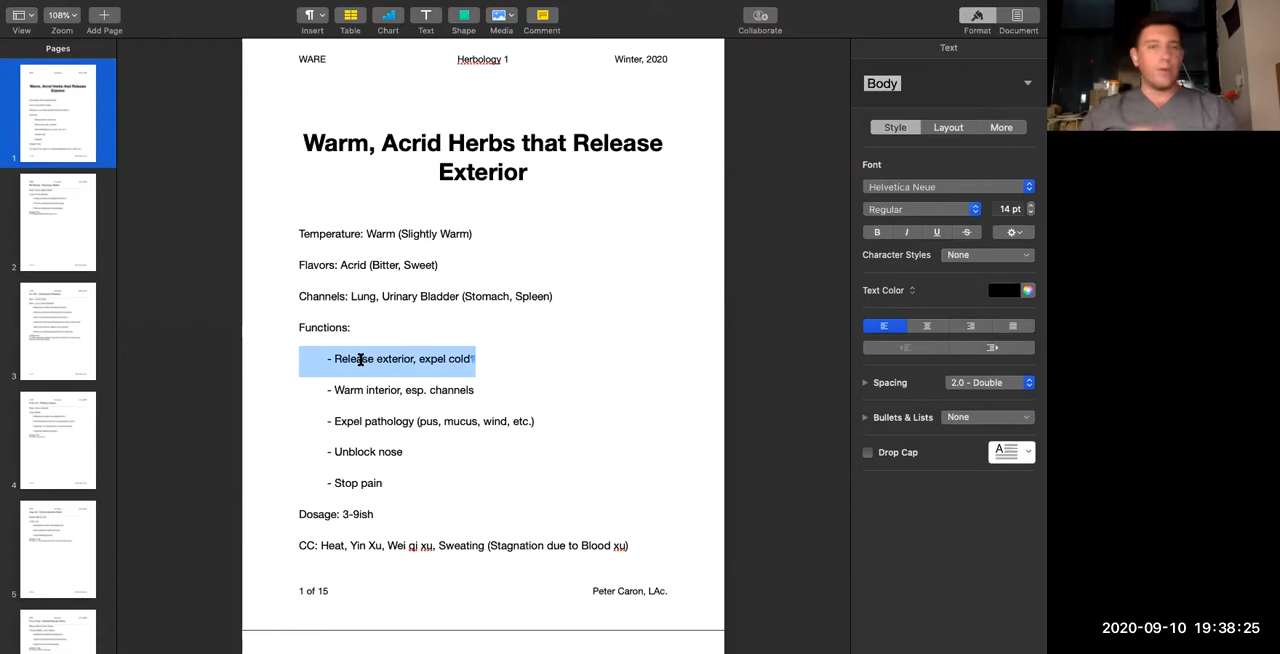 108%
View
Zoom
Add Page
Insert
Table
Chart
Text
Shape
Media
Comment
Collaborate
Format
Document
Pages
Text
WARE Herbology 1 Winter, 2020
Warm, Acrid Herbs that Release
Exterior
Temperature: Warm (Slightly Warm)
Flavors: Acrid (Bitter, Sweet)
Channels: Lung, Urinary Bladder (Stomach, Spleen)
Functions:
- Release exterior, expel cold
- Warm interior, esp. channels
- Expel pathology (pus, mucus, wind, etc.)
- Unblock nose
- Stop pain
Dosage: 3-9ish
CC: Heat, Yin Xu, Wei qi xu, Sweating (Stagnation due to Blood xu)
1 of 15 Peter Caron, LAc.
1
2
3
4
5
Body
Style Layout More
Font
Helvetica Neue
Regular 14 pt
B I U S
Character Styles None
Text Color
Spacing 2.0 - Double
Bullets & Lists None
Drop Cap
2020-09-10 19:38:25